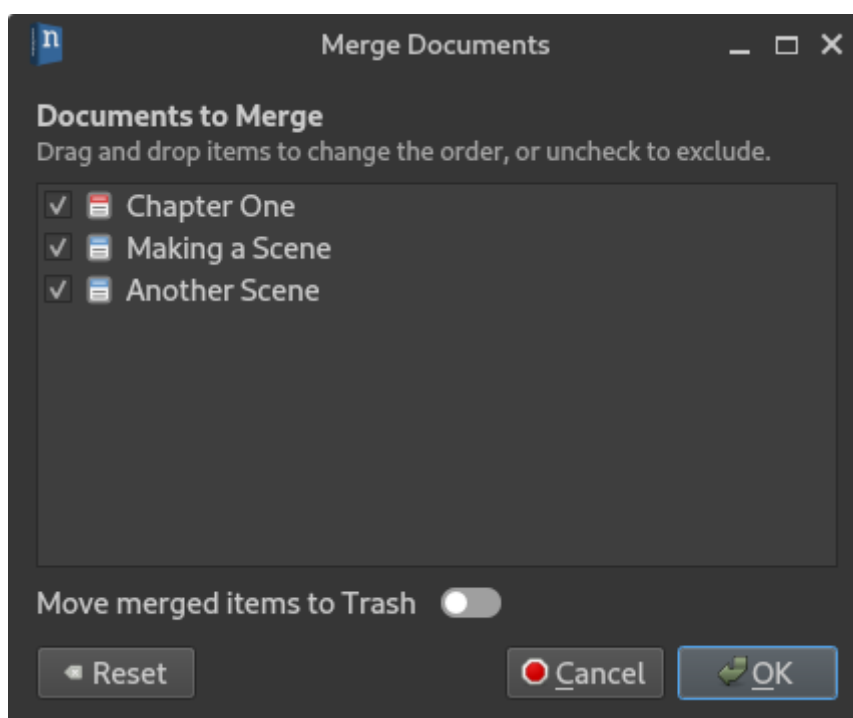 n
Merge Documents
Documents to Merge
Drag and drop items to change the order, or uncheck to exclude.
Chapter One
Making a Scene
Another Scene
Move merged items to Trash
Reset
Cancel
OK